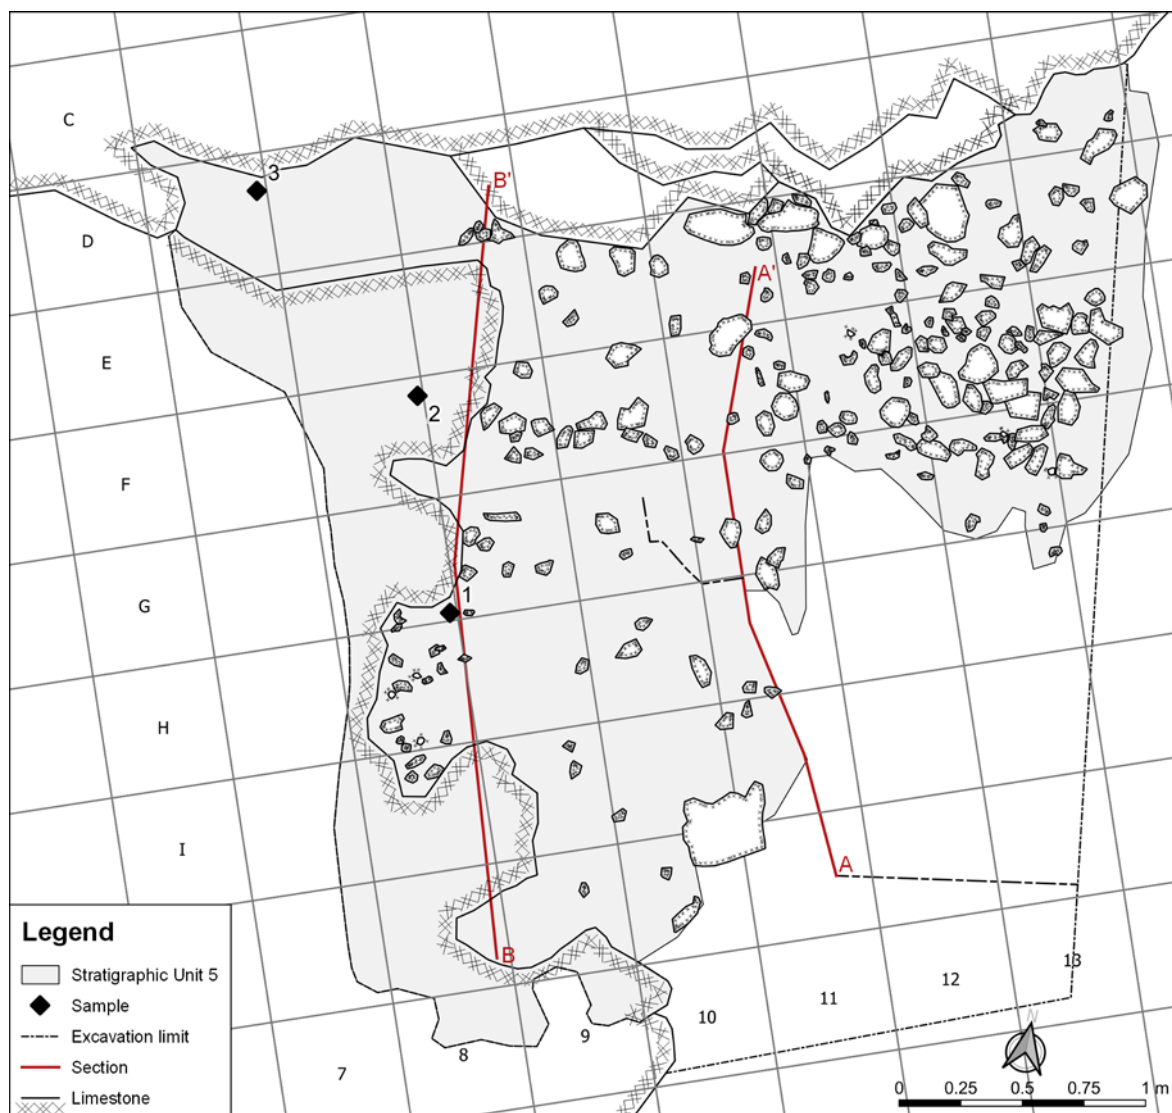 C
3
B'
D
A'
E
2
F
1
G
H
I
A
B
13
12
11
10
9
8
7
Legend
Stratigraphic Unit 5
Sample
Excavation limit
Section
Limestone
N
0 0.25 0.5 0.75 1 m